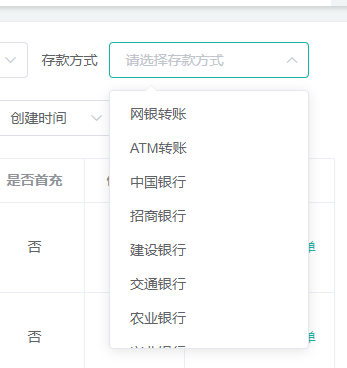 存款方式 请选择存款方式
网银转账
创建时间
ATM转账
是否首充
中国银行
招商银行
否 建设银行 单
交通银行
农业银行
否 单